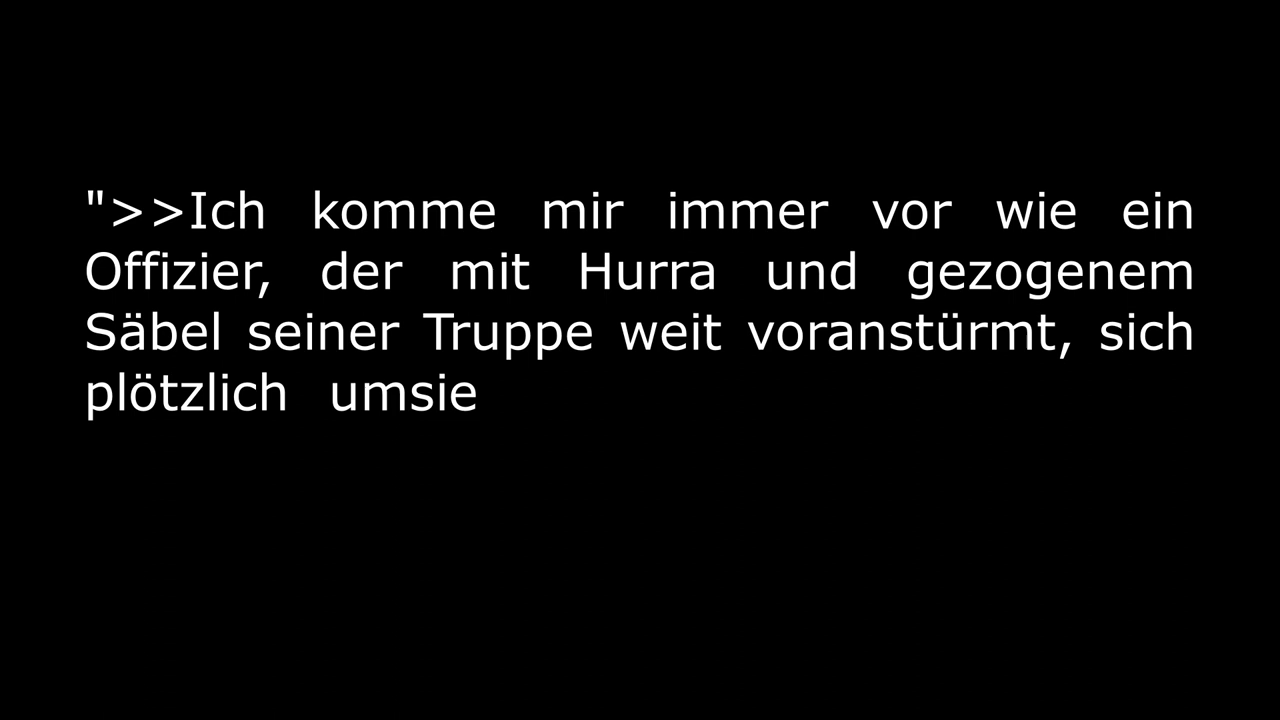 ">>Ich komme mir immer vor wie ein
Offizier, der mit Hurra und gezogenem
Säbel seiner Truppe weit voranstürmt, sich
plötzlich umsie